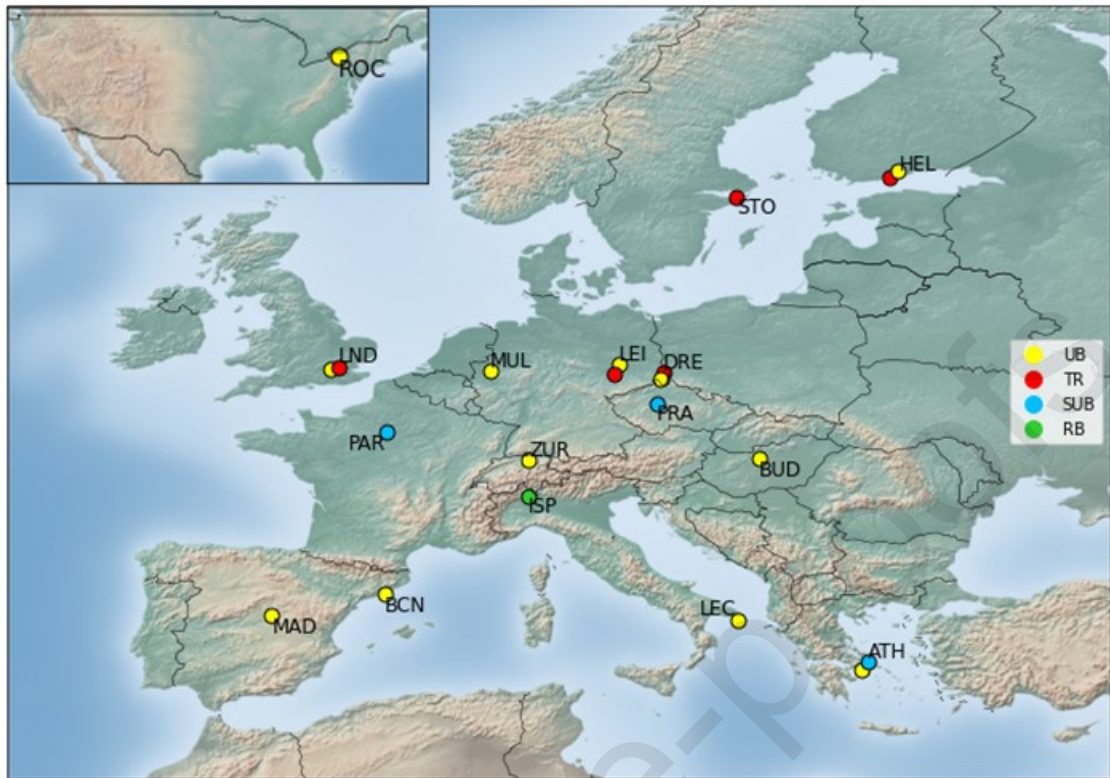 ROC
HEL
STO
LND
MUL
LEI
DRE
UB
TR
SUB
RB
PRA
PAR
ZUR
BUD
ISP
BCN
MAD
LEC
ATH